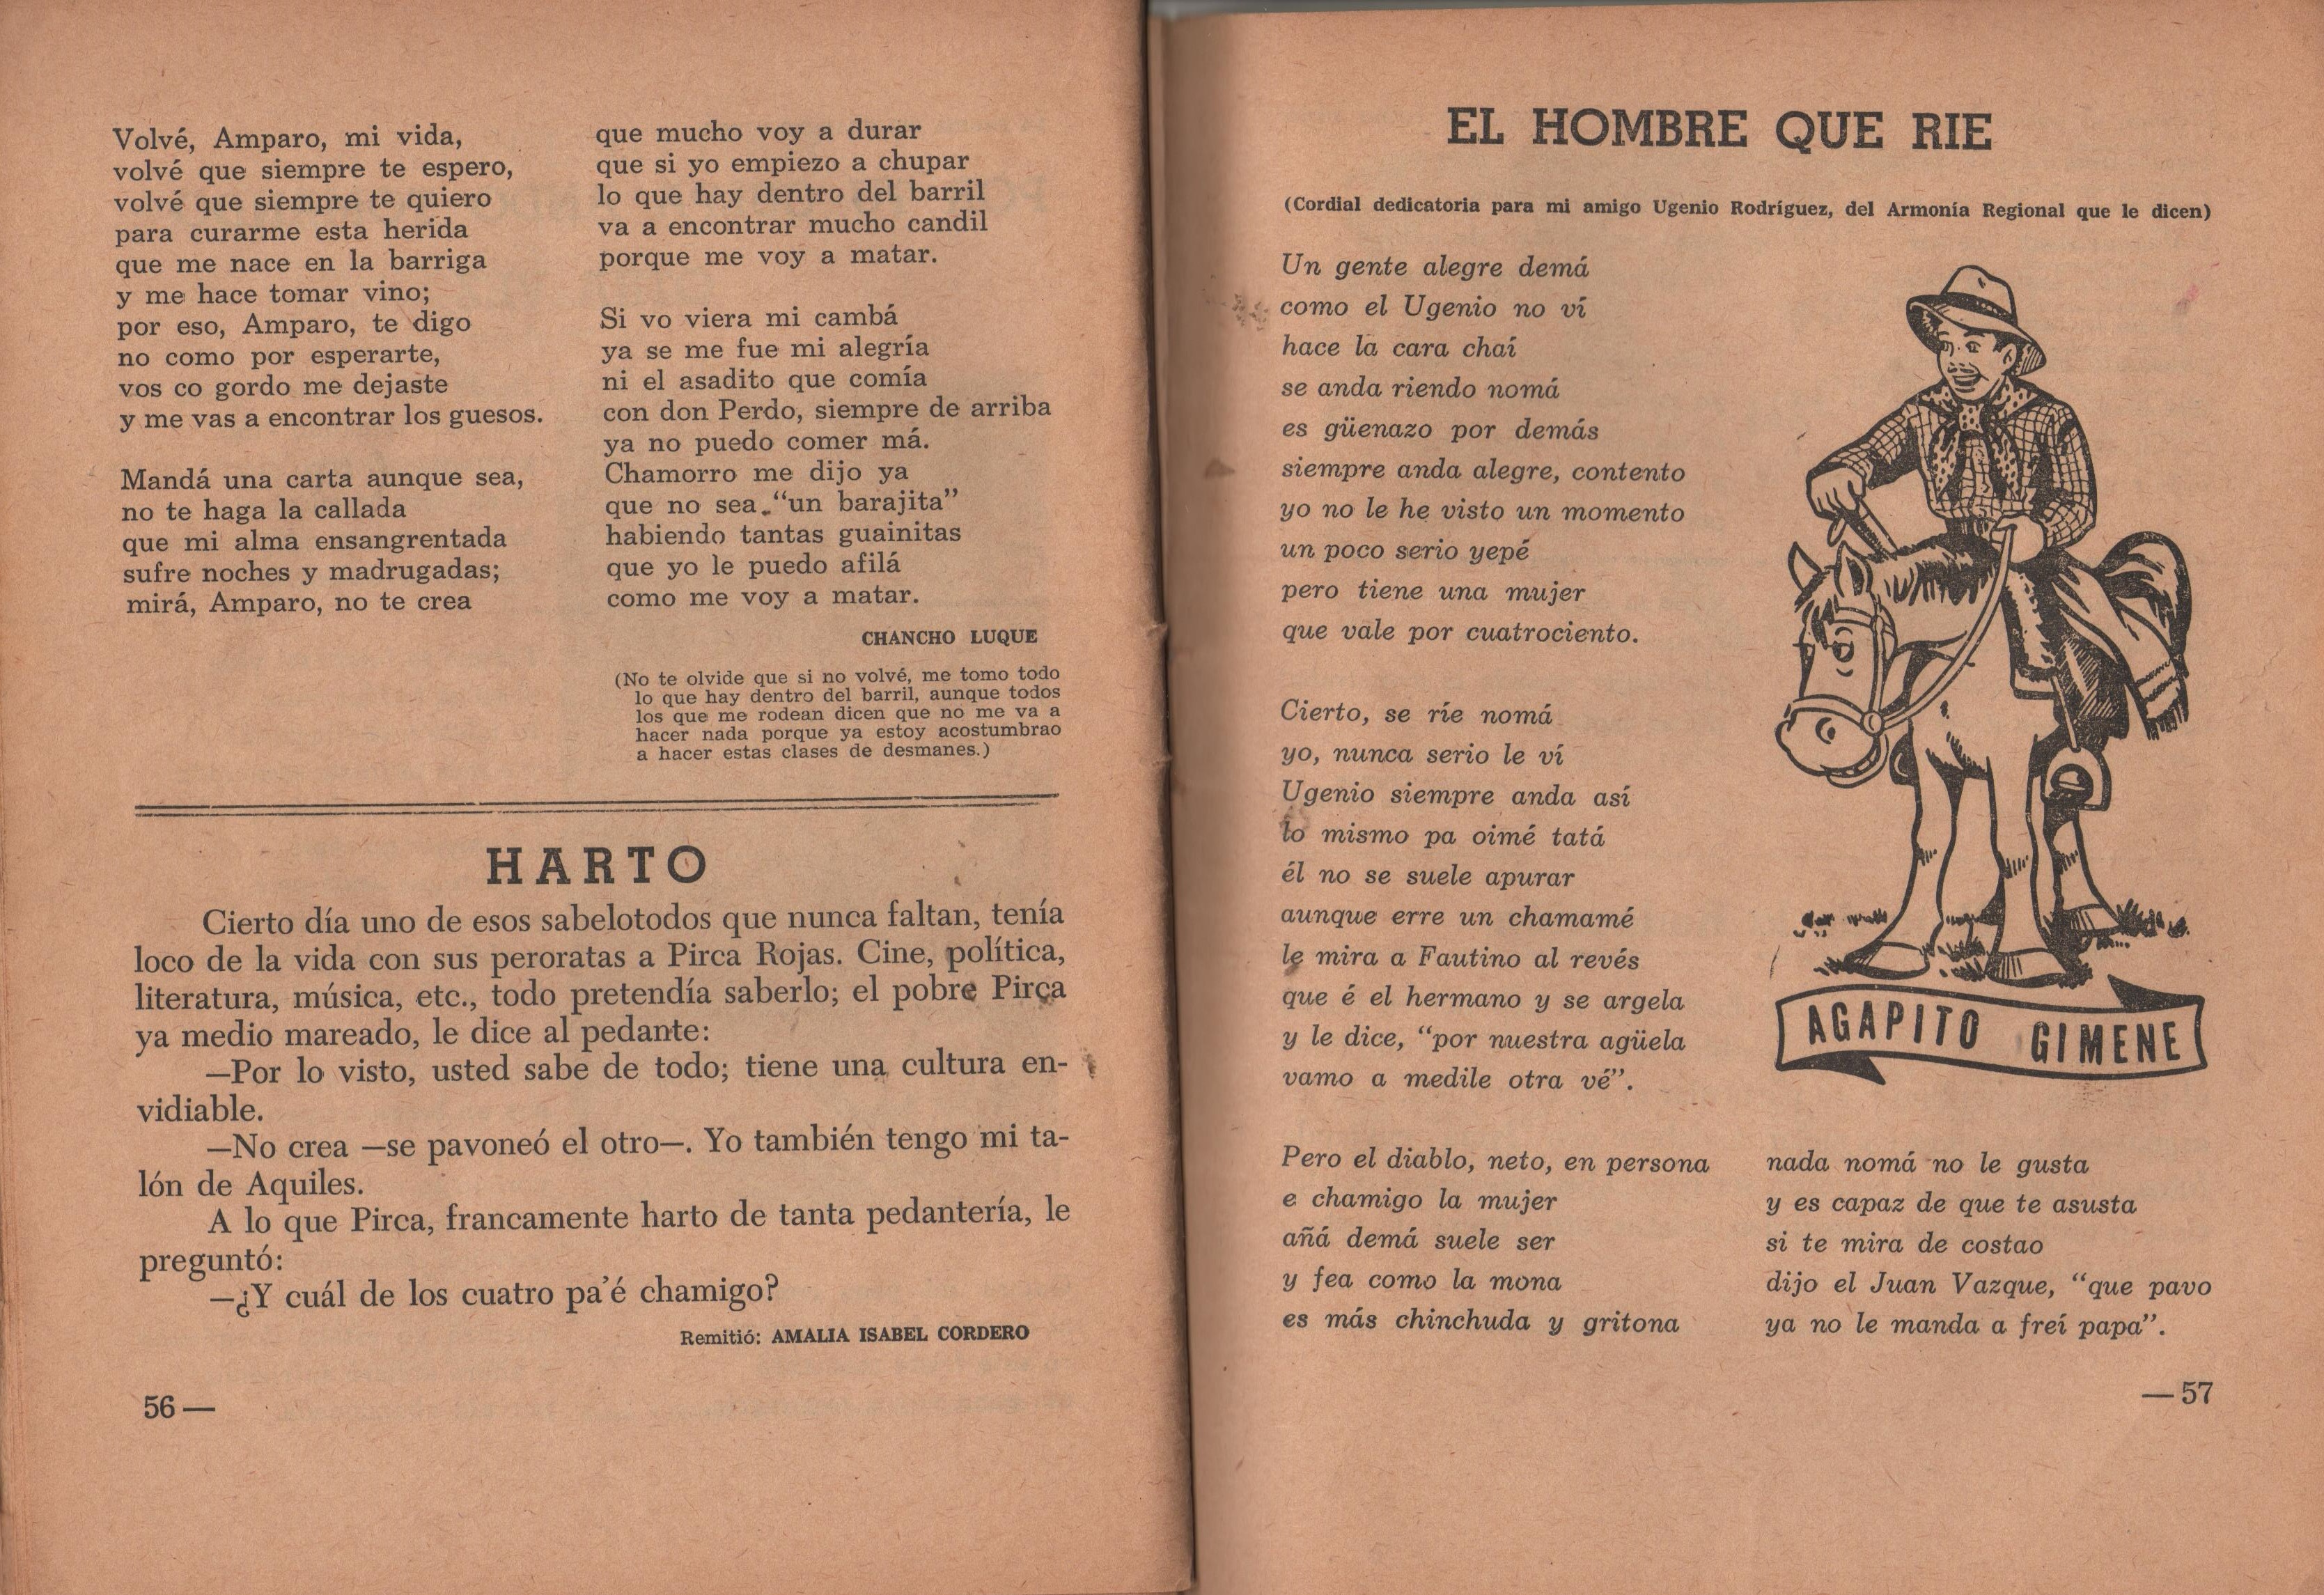 Volvé, Amparo, mi vida,
volvé que siempre te espero,
volvé que siempre te quiero
para curarme esta herida
que me nace en la barriga
y me hace tomar vino;
por eso, Amparo, te digo
no como por esperarte,
vos co gordo me dejaste
y me vas a encontrar los guesos.
Mandá una carta aunque sea,
no te haga la callada
que mi alma ensangrentada
sufre noches y madrugadas;
mirá, Amparo, no te crea
que mucho voy a durar
que si yo empiezo a chupar
lo que hay dentro del barril
va a encontrar mucho candil
porque me voy a matar.
Si vo viera mi cambá
ya se me fue mi alegría
ni el asadito que comía
con don Perdo, siempre de arriba
ya no puedo comer má.
Chamorro me dijo ya
que no sea "un barajita"
habiendo tantas guainitas
que yo le puedo afilá
como me voy a matar.
CHANCHO LUQUE
(No te olvide que si no volvé, me tomo todo
lo que hay dentro del barril, aunque todos
los que me rodean dicen que no me va a
hacer nada porque ya estoy acostumbrao
a hacer estas clases de desmanes.)
HARTO
Cierto día uno de esos sabelotodos que nunca faltan, tenía
loco de la vida con sus peroratas a Pirca Rojas. Cine, política,
literatura, música, etc., todo pretendía saberlo; el pobre Pirca
ya medio mareado, le dice al pedante:
—Por lo visto, usted sabe de todo; tiene una cultura en-
vidiable.
—No crea —se pavoneó el otro—. Yo también tengo mi ta-
lón de Aquiles.
A lo que Pirca, francamente harto de tanta pedantería, le
preguntó:
—¿Y cuál de los cuatro pa'é chamigo?
Remitió: AMALIA ISABEL CORDERO
56 —
EL HOMBRE QUE RIE
(Cordial dedicatoria para mi amigo Ugenio Rodríguez, del Armonía Regional que le dicen)
Un gente alegre demá
como el Ugenio no ví
hace la cara chaí
se anda riendo nomá
es güenazo por demás
siempre anda alegre, contento
yo no le he visto un momento
un poco serio yepé
pero tiene una mujer
que vale por cuatrociento.
Cierto, se ríe nomá
yo, nunca serio le ví
Ugenio siempre anda así
lo mismo pa oimé tatá
él no se suele apurar
aunque erre un chamamé
le mira a Fautino al revés
que é el hermano y se argela
y le dice, "por nuestra agüela
vamo a medile otra vé".
AGAPITO GIMENE
Pero el diablo, neto, en persona
e chamigo la mujer
añá demá suele ser
y fea como la mona
es más chinchuda y gritona
nada nomá no le gusta
y es capaz de que te asusta
si te mira de costao
dijo el Juan Vazque, "que pavo
ya no le manda a freí papa".
— 57